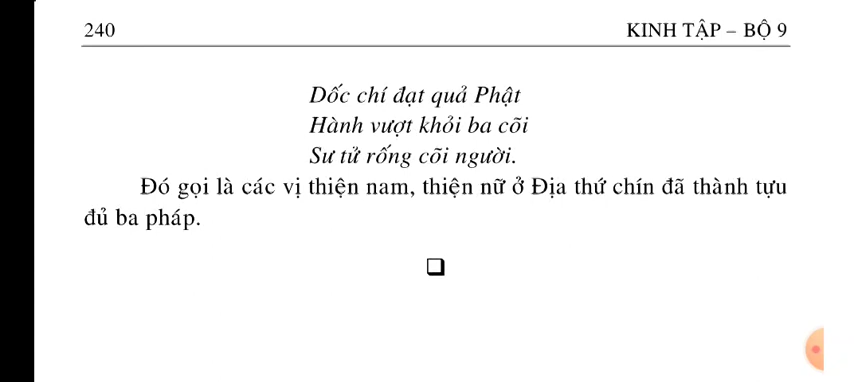 240 KINH TẬP – BỘ 9
Dốc chí đạt quả Phật
Hành vượt khỏi ba cõi
Sư tử rống cõi người.
Đó gọi là các vị thiện nam, thiện nữ ở Địa thứ chín đã thành tựu
đủ ba pháp.